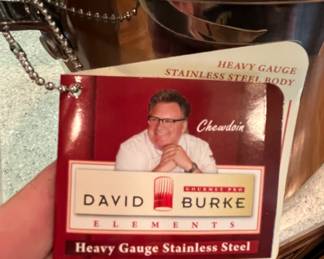 HEAVY GAUGE
STAINLESS STEEL BODY
Chewdoin
GOURMET PRO
DAVID BURKE
ELEMENTS
Heavy Gauge Stainless Steel